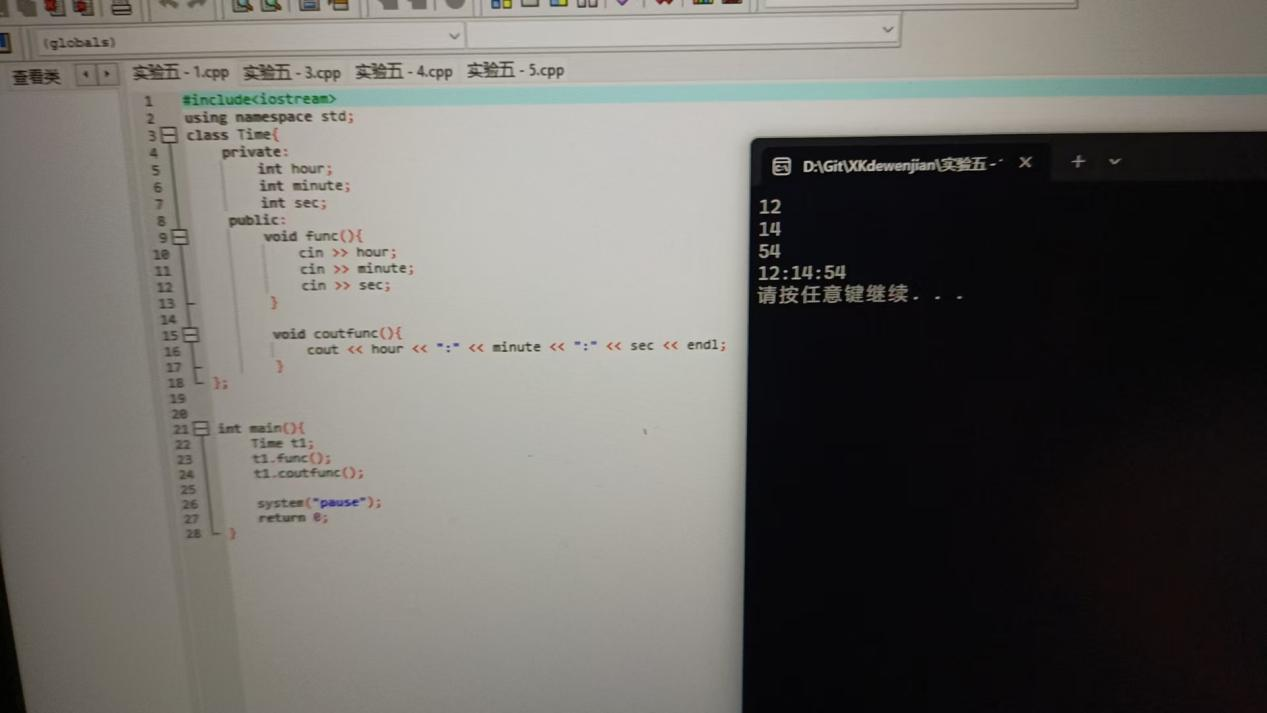 (globals)
查看类
实验五 - 1.cpp 实验五 - 3.cpp 实验五 - 4.cpp 实验五 - 5.cpp
1 #include<iostream>
2 using namespace std;
3 class Time{
4 private:
5 int hour;
6 int minute;
7 int sec;
8 public:
9 void func(){
10 cin >> hour;
11 cin >> minute;
12 cin >> sec;
13 }
14
15 void coutfunc(){
16 cout << hour << ":" << minute << ":" << sec << endl;
17 }
18 };
19
20
21 int main(){
22 Time t1;
23 t1.func();
24 t1.coutfunc();
25
26 system("pause");
27 return 0;
28 }
D:\Git\XKdewenjian\实验五 -
12
14
54
12:14:54
请按任意键继续. . .